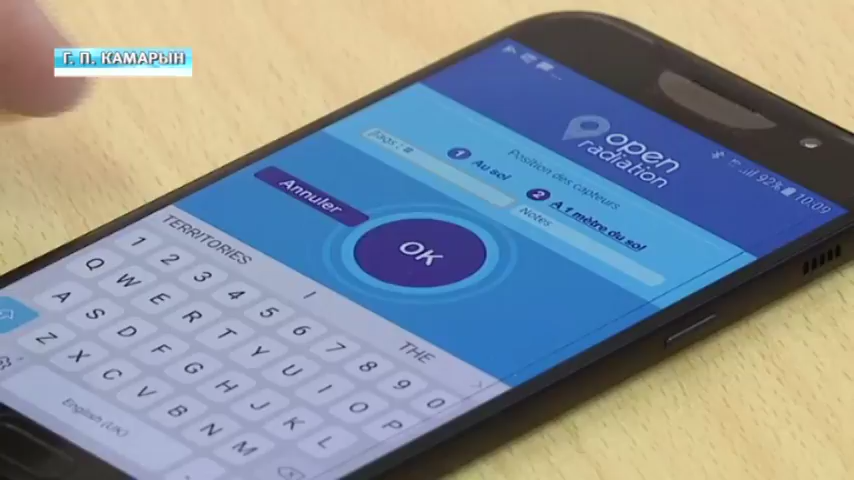 Г. П. КАМАРЫН
92% 10:09
open
radiation
Position des capteurs
1 Au sol
2 A 1 mètre du sol
Tags : #
Notes
Annuler
OK
TERRITORIES
I
THE
1 2 3 4 5 6 7 8 9 0
Q W E R T Y U I O P
A S D F G H J K L
Z X C V B N M
English (UK)